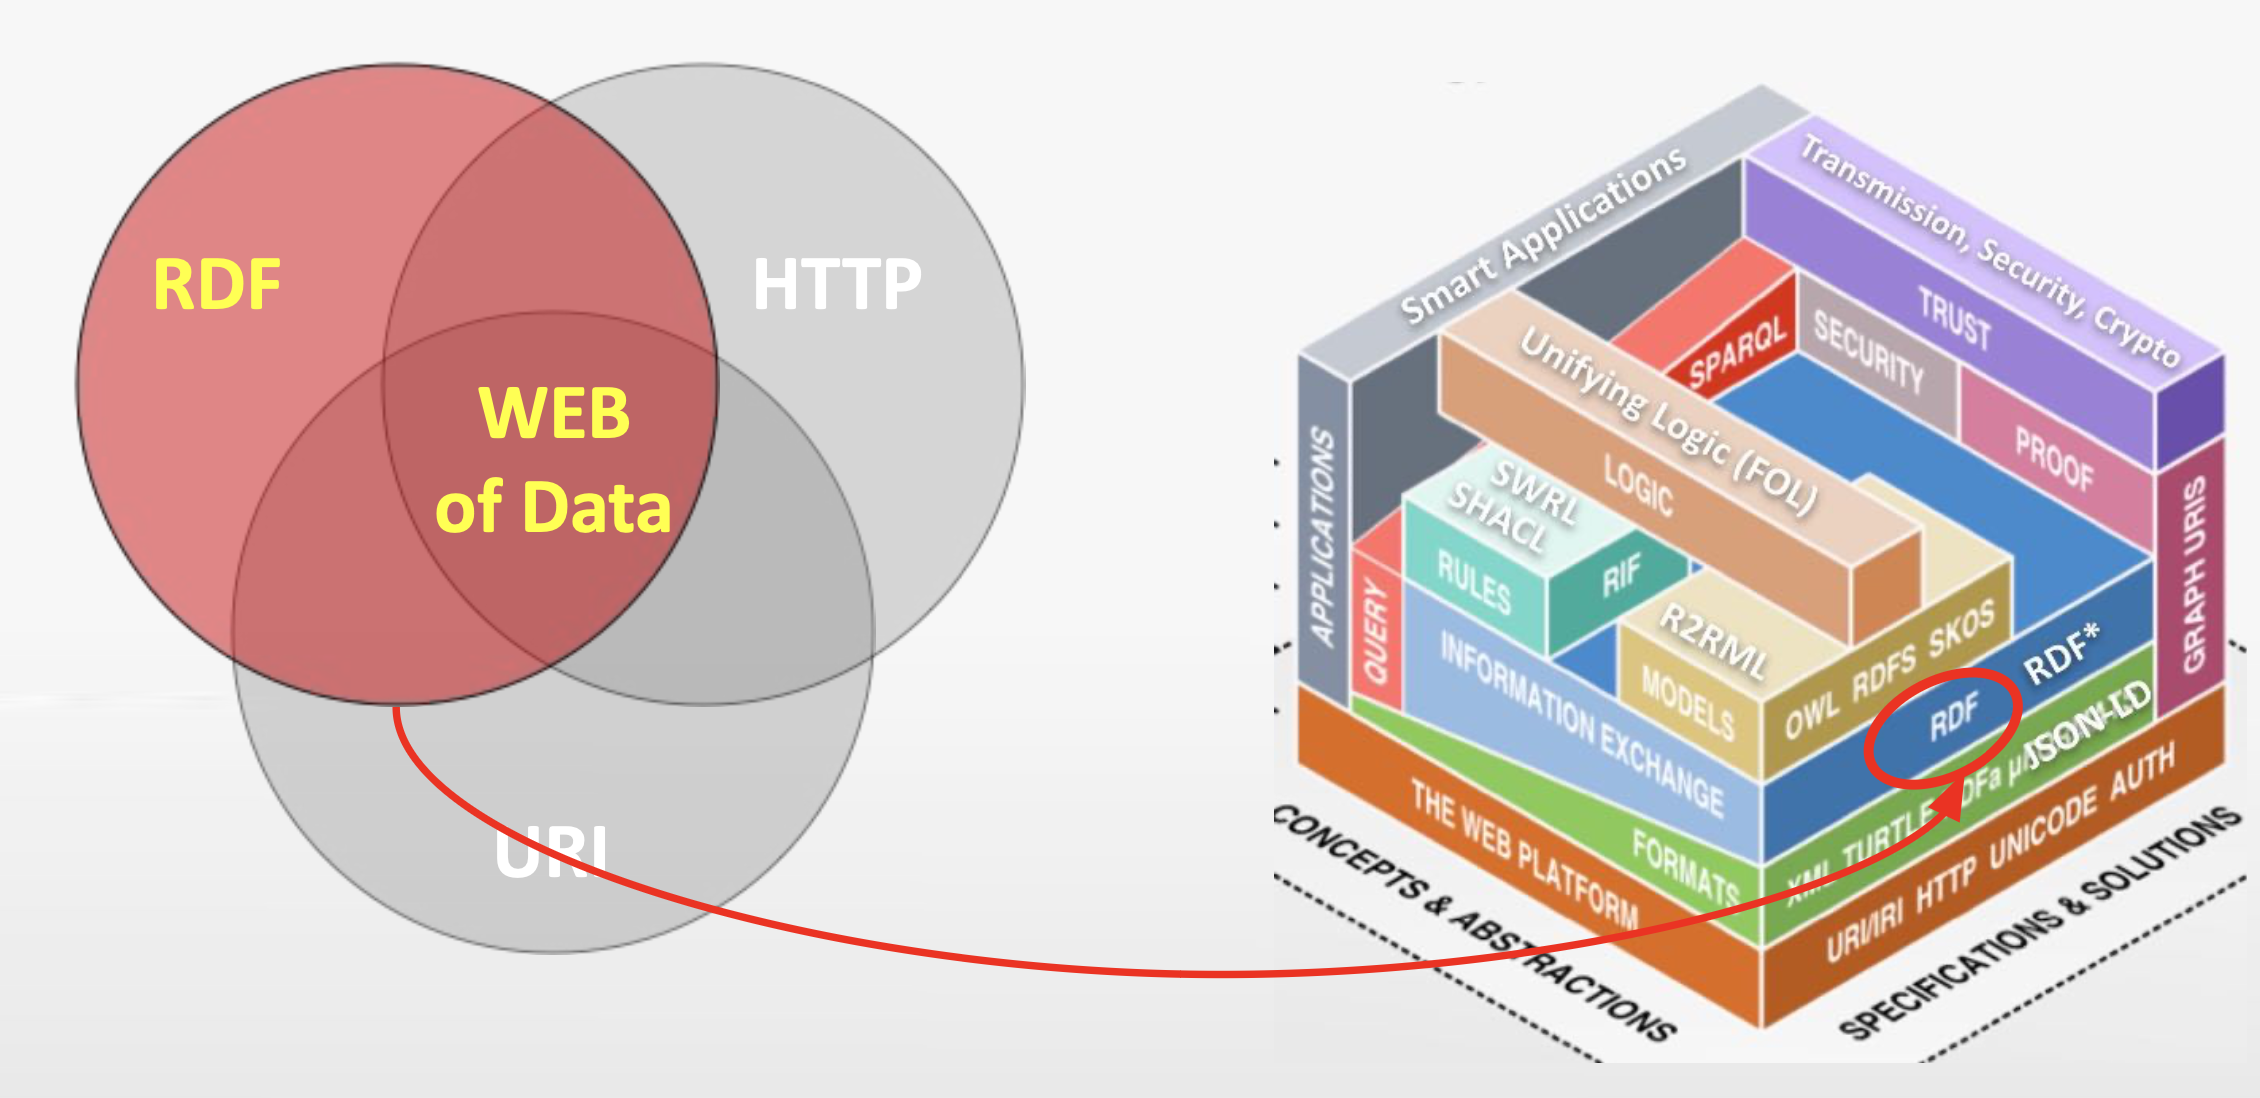 RDF
HTTP
WEB
of Data
URI
Smart Applications
Transmission, Security, Crypto
TRUST
SPARQL
SECURITY
PROOF
Unifying Logic (FOL)
LOGIC
APPLICATIONS
SWRL
SHACL
RULES
RIF
QUERY
GRAPH URIS
INFORMATION EXCHANGE
R2RML
MODELS
OWL RDFS SKOS
RDF
RDF*
FORMATS
XML TURTLE
JSON-LD
THE WEB PLATFORM
URI/IRI HTTP UNICODE AUTH
CONCEPTS & ABSTRACTIONS
SPECIFICATIONS & SOLUTIONS